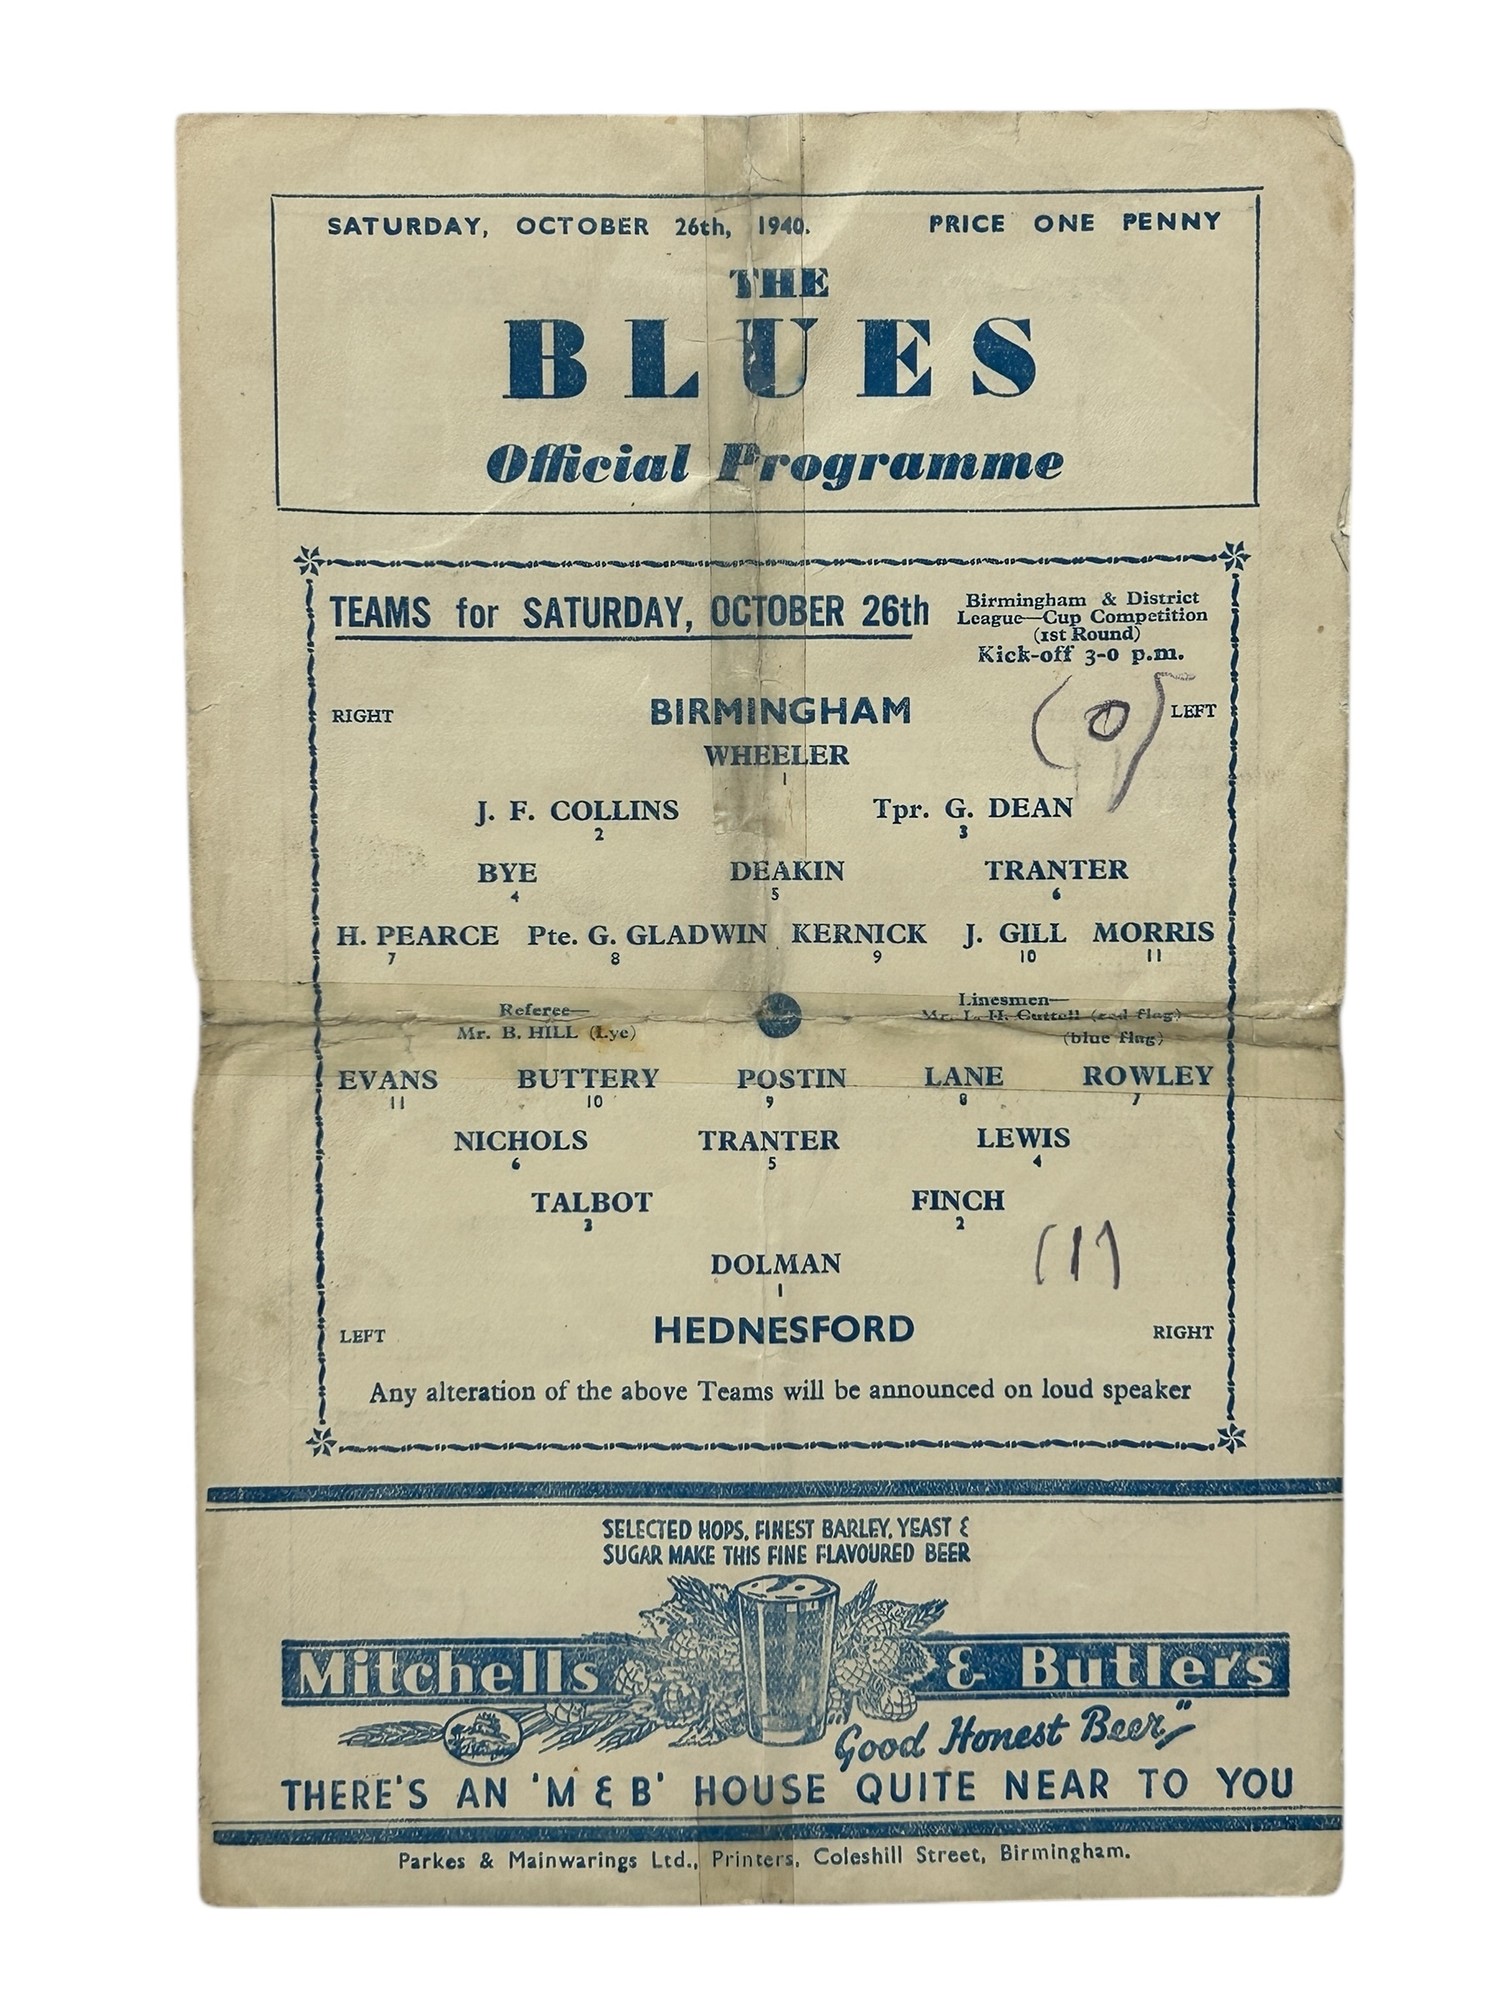 SATURDAY, OCTOBER 26th, 1940. PRICE ONE PENNY
THE
BLUES
Official Programme
TEAMS for SATURDAY, OCTOBER 26th
Birmingham & District
League—Cup Competition
(1st Round)
Kick-off 3-0 p.m.
RIGHT BIRMINGHAM (0) LEFT
WHEELER
1
J. F. COLLINS Tpr. G. DEAN
2 3
BYE DEAKIN TRANTER
4 5 6
H. PEARCE Pte. G. GLADWIN KERNICK J. GILL MORRIS
7 8 9 10 11
Referee—
Mr. B. HILL (Lye)
Linesmen—
Mr. L. H. Cuttell (red flag)
(blue flag)
EVANS BUTTERY POSTIN LANE ROWLEY
11 10 9 8 7
NICHOLS TRANTER LEWIS
6 5 4
TALBOT FINCH
3 2
(1)
DOLMAN
1
LEFT HEDNESFORD RIGHT
Any alteration of the above Teams will be announced on loud speaker
SELECTED HOPS, FINEST BARLEY, YEAST &
SUGAR MAKE THIS FINE FLAVOURED BEER
Mitchells & Butlers
"Good Honest Beer"
THERE'S AN 'M & B' HOUSE QUITE NEAR TO YOU
Parkes & Mainwarings Ltd., Printers, Coleshill Street, Birmingham.